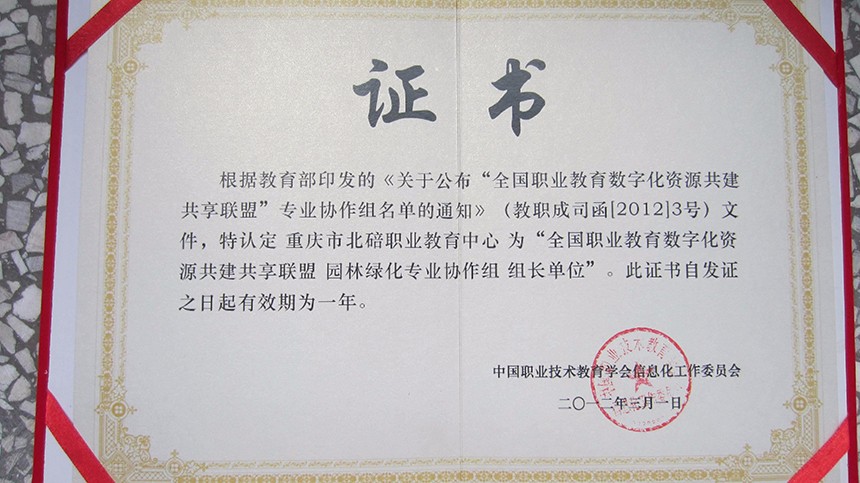 证书
根据教育部印发的《关于公布“全国职业教育数字化资源共建
共享联盟”专业协作组名单的通知》（教职成司函[2012]3号）文
件，特认定 重庆市北碚职业教育中心 为“全国职业教育数字化资
源共建共享联盟 园林绿化专业协作组 组长单位”。此证书自发证
之日起有效期为一年。
中国职业技术教育学会信息化工作委员会
二〇一二年三月一日